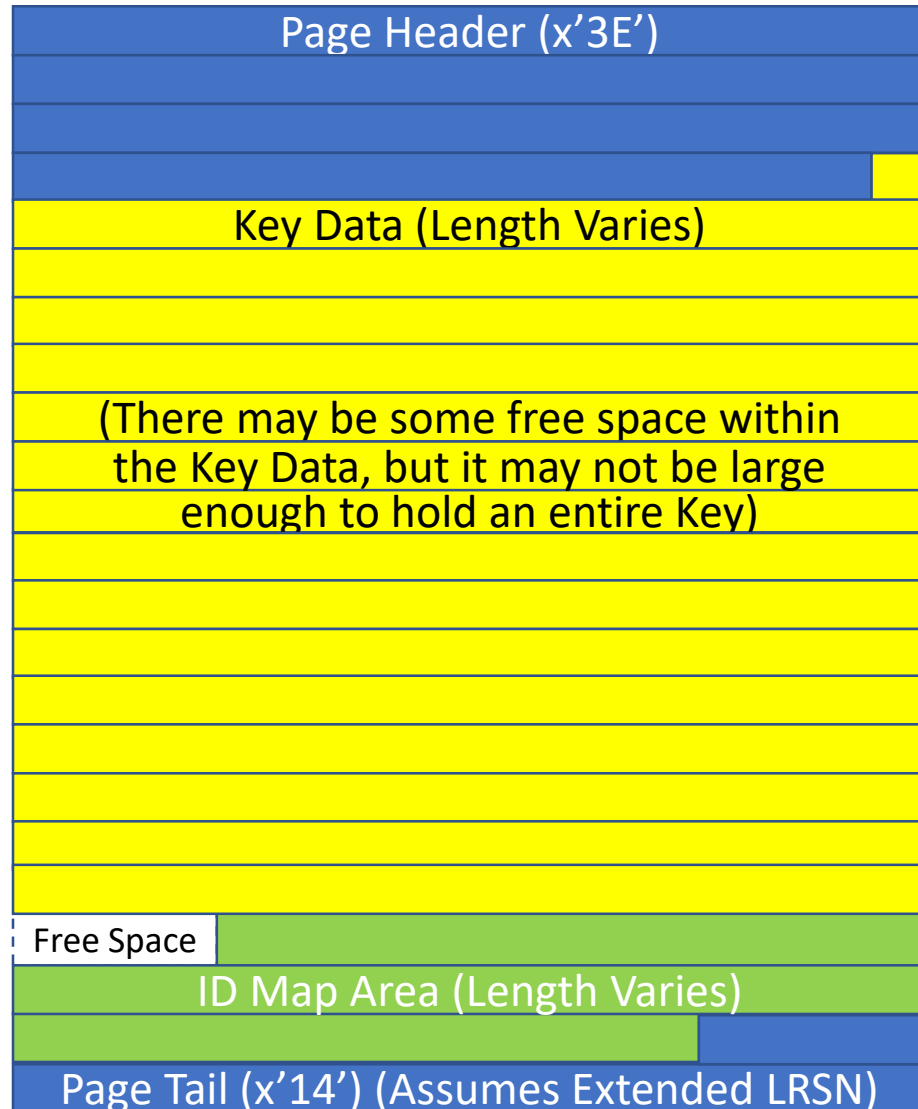 Page Header (x’3E’)
Key Data (Length Varies)
(There may be some free space within
the Key Data, but it may not be large
enough to hold an entire Key)
Free Space
ID Map Area (Length Varies)
Page Tail (x’14’) (Assumes Extended LRSN)